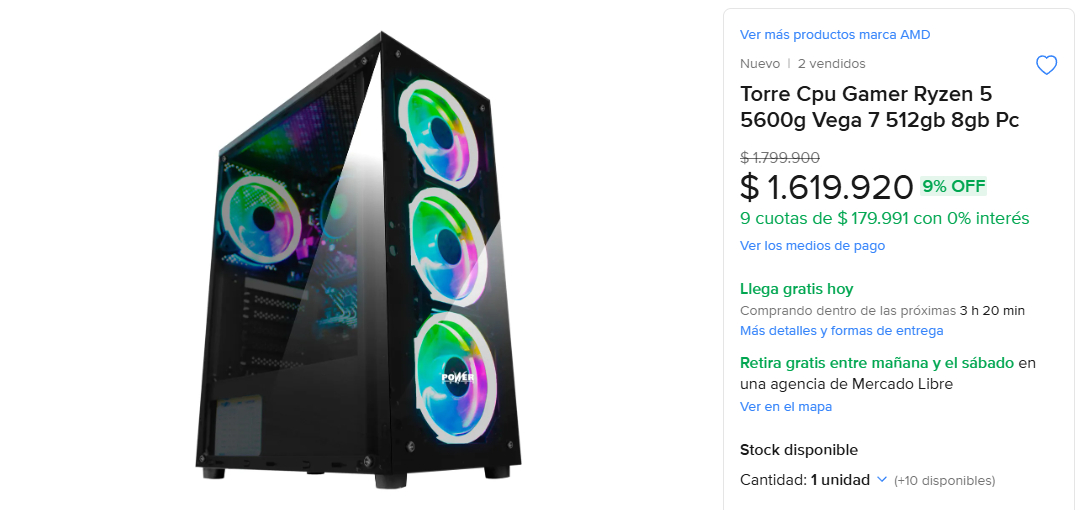 Ver más productos marca AMD
Nuevo | 2 vendidos
Torre Cpu Gamer Ryzen 5
5600g Vega 7 512gb 8gb Pc
$ 1.799.900
$ 1.619.920 9% OFF
9 cuotas de $ 179.991 con 0% interés
Ver los medios de pago
Llega gratis hoy
Comprando dentro de las próximas 3 h 20 min
Más detalles y formas de entrega
Retira gratis entre mañana y el sábado en
una agencia de Mercado Libre
Ver en el mapa
Stock disponible
Cantidad: 1 unidad (+10 disponibles)
POWER